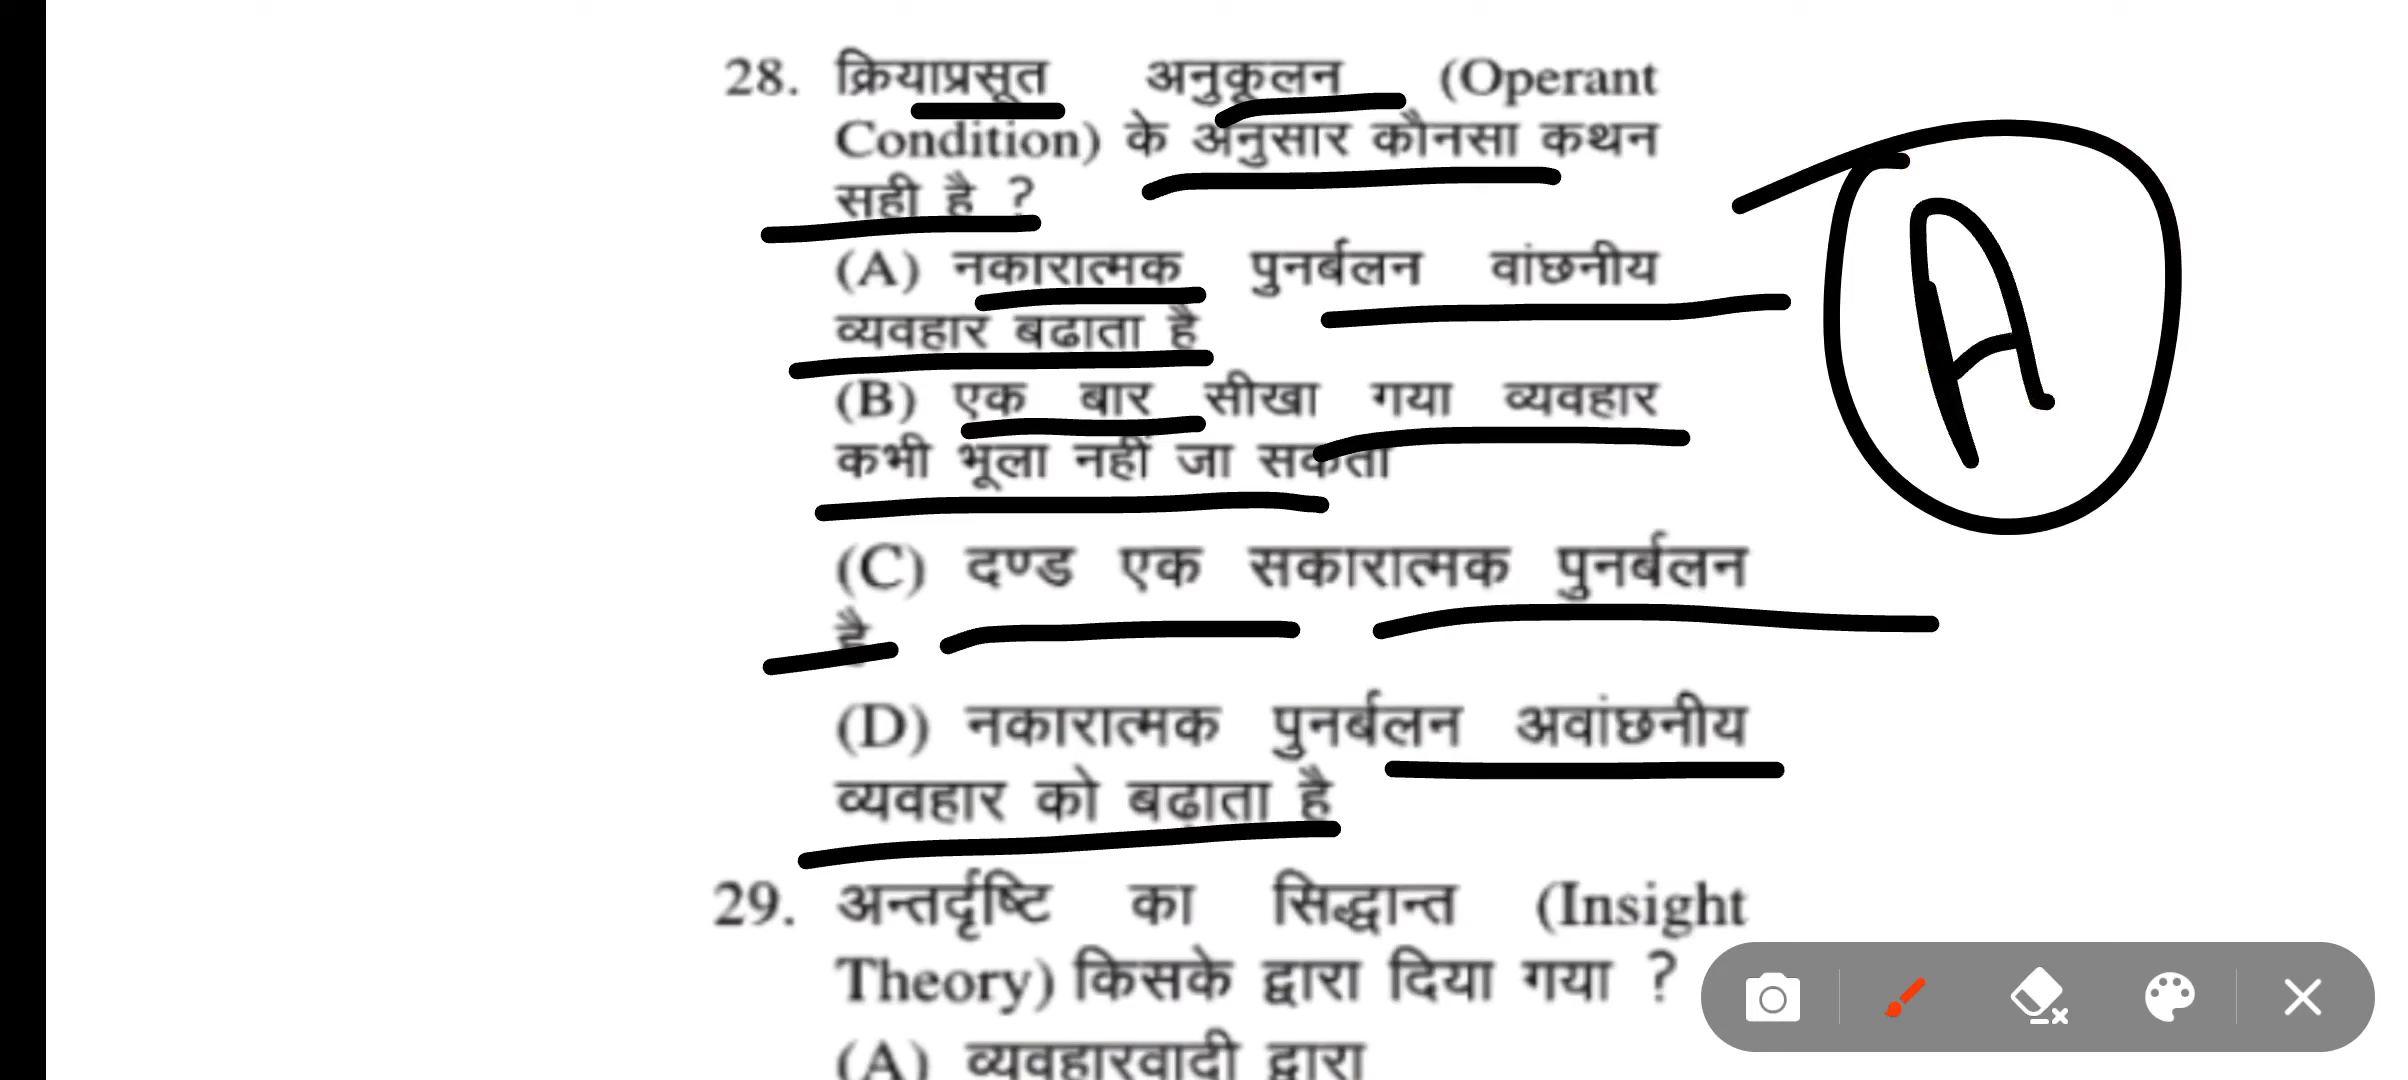 28. क्रियाप्रसूत अनुकूलन (Operant
Condition) के अनुसार कौनसा कथन
सही है ?
(A) नकारात्मक पुनर्बलन वांछनीय
व्यवहार बढाता है
(B) एक बार सीखा गया व्यवहार
कभी भूला नहीं जा सकता
(C) दण्ड एक सकारात्मक पुनर्बलन
है
(D) नकारात्मक पुनर्बलन अवांछनीय
व्यवहार को बढ़ाता है
A
29. अन्तर्दृष्टि का सिद्धान्त (Insight
Theory) किसके द्वारा दिया गया ?
(A) व्यवहारवादी द्वारा